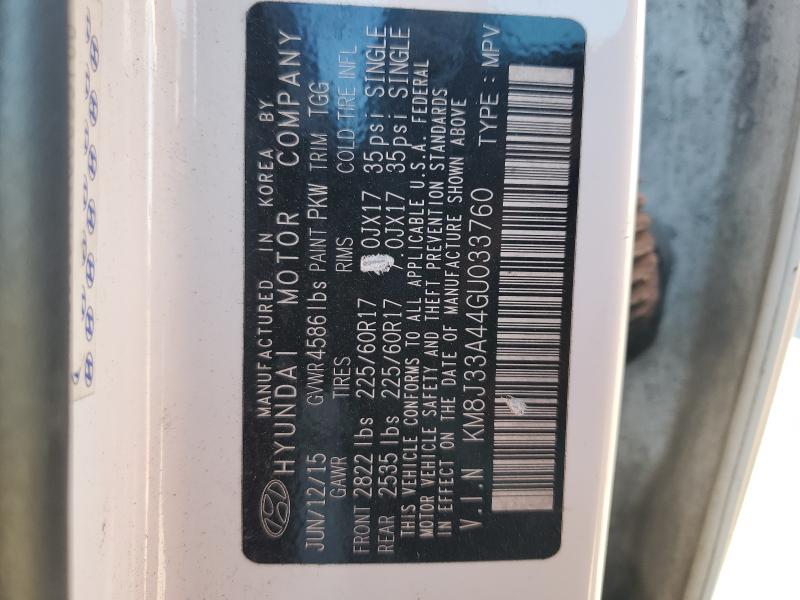 MANUFACTURED IN KOREA BY
HYUNDAI MOTOR COMPANY
JUN/12/15 GVWR 4586 lbs PAINT PKW TRIM TGG
GAWR TIRES RIMS COLD TIRE INFL
FRONT 2822 lbs 225/60R17 0JX17 35psi SINGLE
REAR 2535 lbs 225/60R17 0JX17 35psi SINGLE
THIS VEHICLE CONFORMS TO ALL APPLICABLE U.S.A. FEDERAL
MOTOR VEHICLE SAFETY AND THEFT PREVENTION STANDARDS
IN EFFECT ON THE DATE OF MANUFACTURE SHOWN ABOVE
V.I.N KM8J33A44GU033760 TYPE : MPV